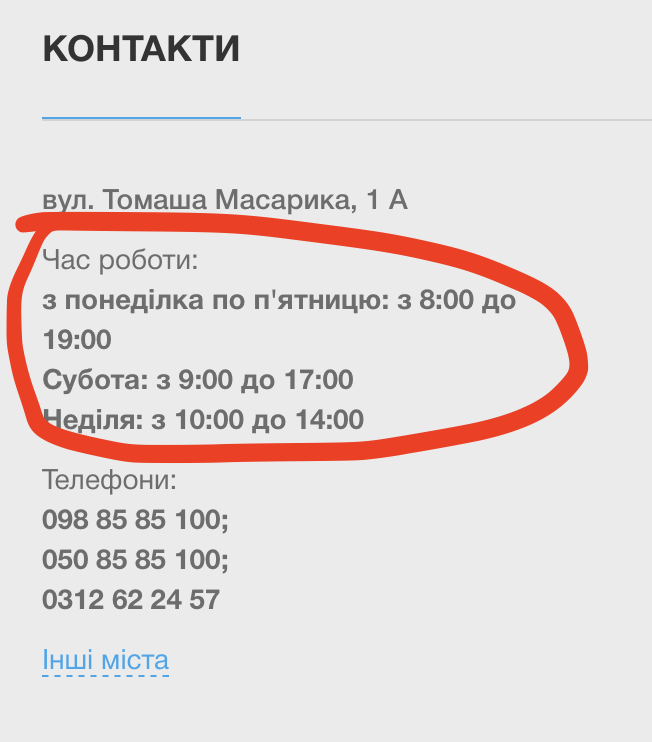 КОНТАКТИ
вул. Томаша Масарика, 1 А
Час роботи:
з понеділка по п'ятницю: з 8:00 до
19:00
Субота: з 9:00 до 17:00
Неділя: з 10:00 до 14:00
Телефони:
098 85 85 100;
050 85 85 100;
0312 62 24 57
Інші міста